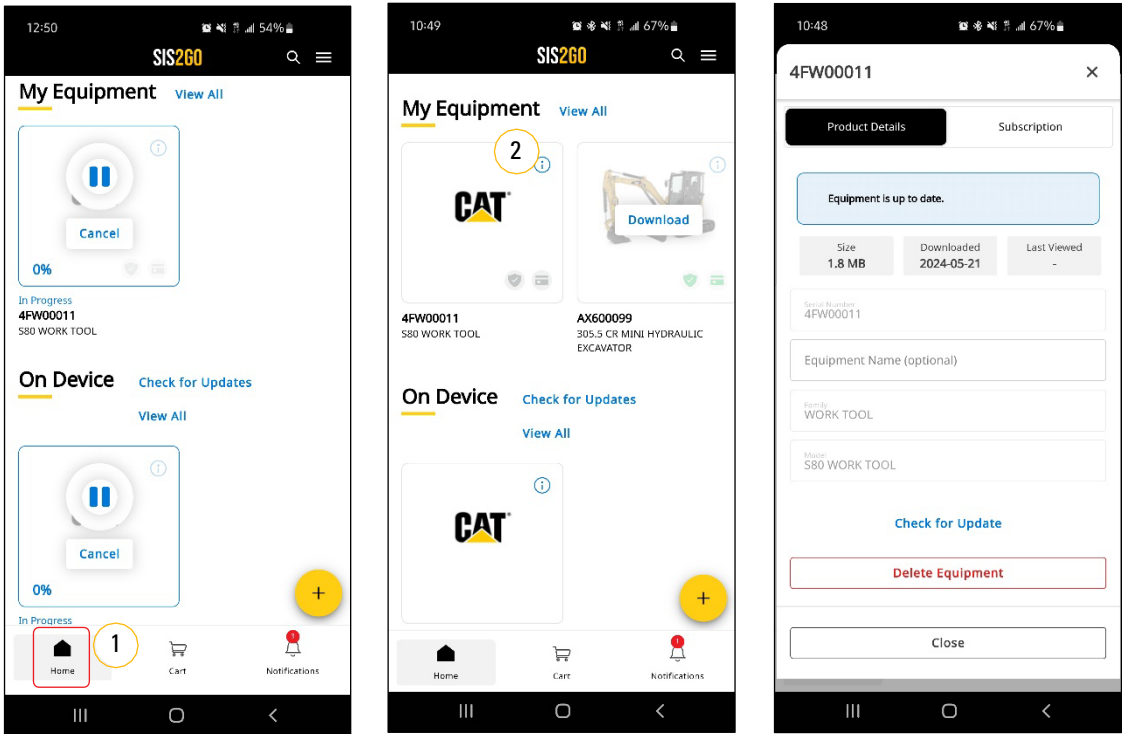 12:50
54%
SIS2GO
My Equipment View All
Cancel
0%
In Progress
4FW00011
S80 WORK TOOL
On Device Check for Updates
View All
Cancel
0%
+
In Progress
1
1
Home Cart Notifications
10:49
67%
SIS2GO
My Equipment View All
2
CAT
Download
4FW00011
S80 WORK TOOL
AX600099
305.5 CR MINI HYDRAULIC
EXCAVATOR
On Device Check for Updates
View All
CAT
+
1
Home Cart Notifications
10:48
67%
4FW00011
Product Details Subscription
Equipment is up to date.
Size Downloaded Last Viewed
1.8 MB 2024-05-21 -
Serial Number
4FW00011
Equipment Name (optional)
Family
WORK TOOL
Model
S80 WORK TOOL
Check for Update
Delete Equipment
Close